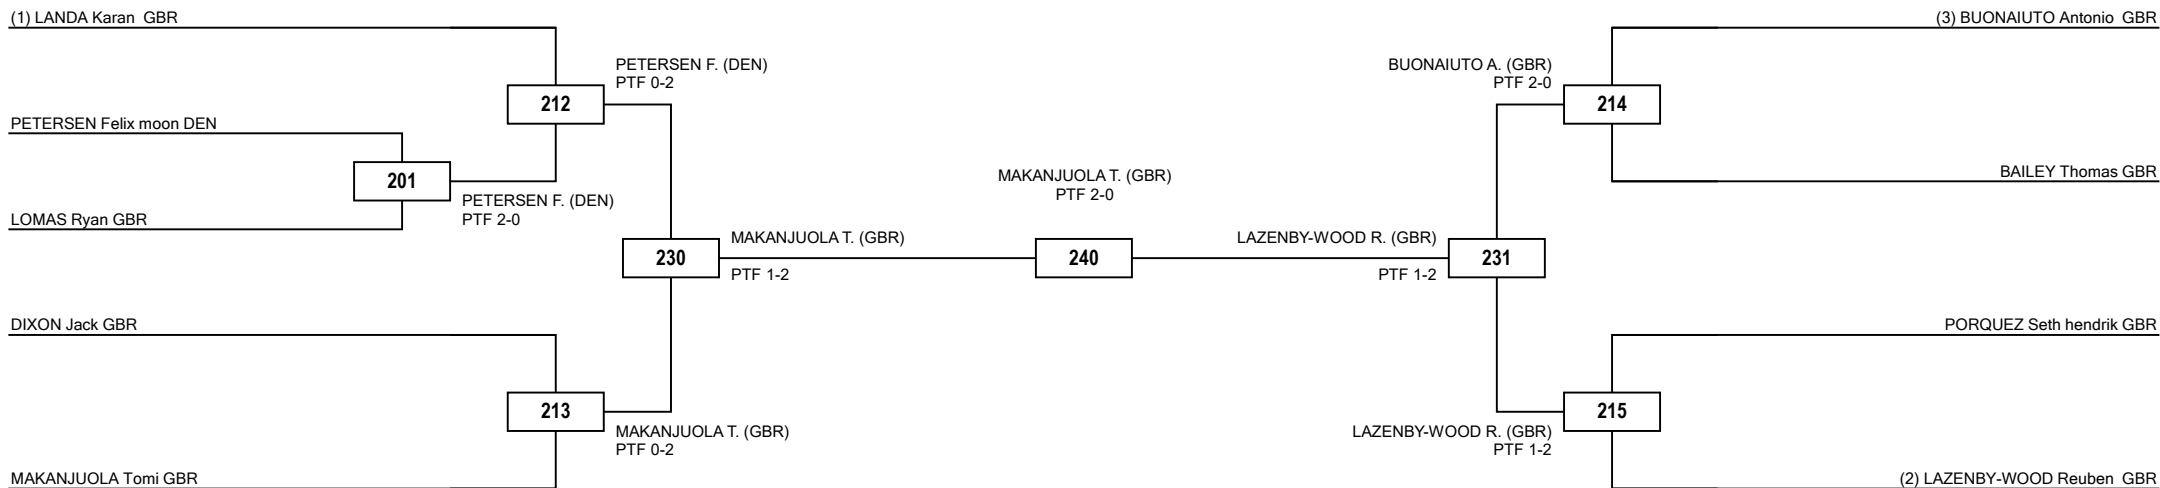 (1) LANDA Karan GBR
(3) BUONAIUTO Antonio GBR
PETERSEN F. (DEN)
PTF 0-2
BUONAIUTO A. (GBR)
PTF 2-0
212
214
PETERSEN Felix moon DEN
201
MAKANJUOLA T. (GBR)
PTF 2-0
BAILEY Thomas GBR
PETERSEN F. (DEN)
PTF 2-0
LOMAS Ryan GBR
230
MAKANJUOLA T. (GBR)
PTF 1-2
240
LAZENBY-WOOD R. (GBR)
PTF 1-2
231
DIXON Jack GBR
PORQUEZ Seth hendrik GBR
213
215
MAKANJUOLA T. (GBR)
PTF 0-2
LAZENBY-WOOD R. (GBR)
PTF 1-2
MAKANJUOLA Tomi GBR
(2) LAZENBY-WOOD Reuben GBR